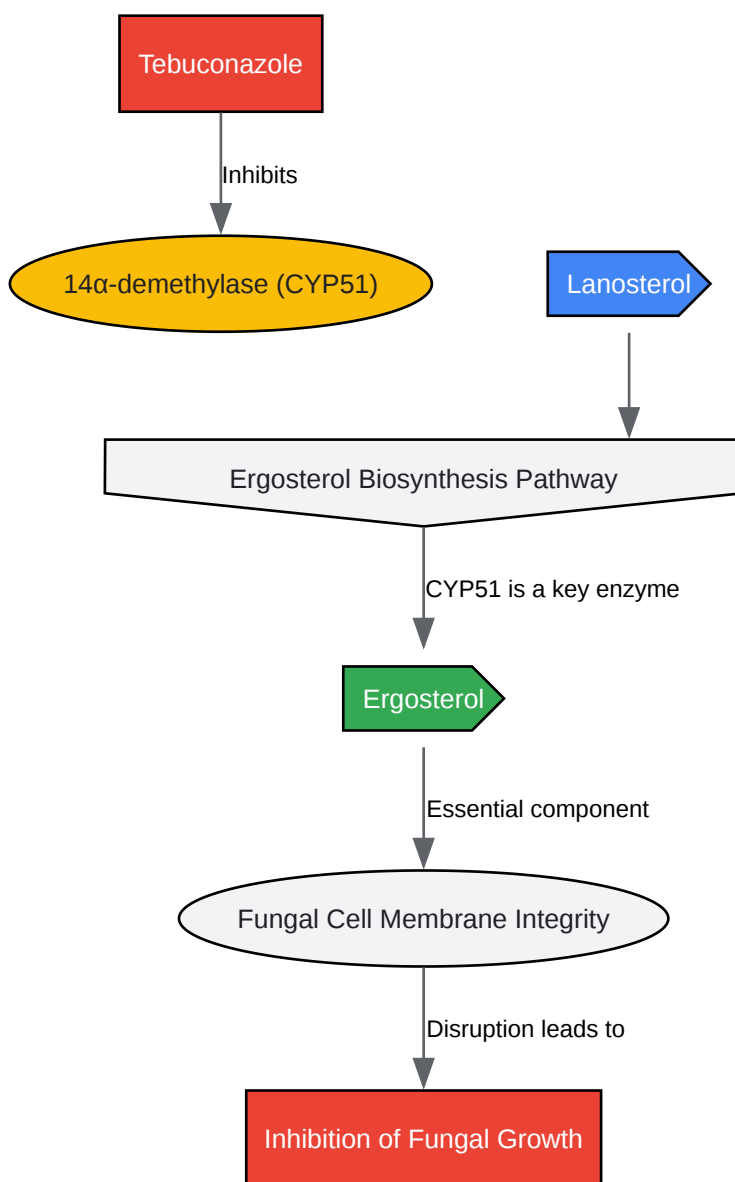 Tebuconazole
Inhibits
14α-demethylase (CYP51)
Lanosterol
Ergosterol Biosynthesis Pathway
CYP51 is a key enzyme
Ergosterol
Essential component
Fungal Cell Membrane Integrity
Disruption leads to
Inhibition of Fungal Growth